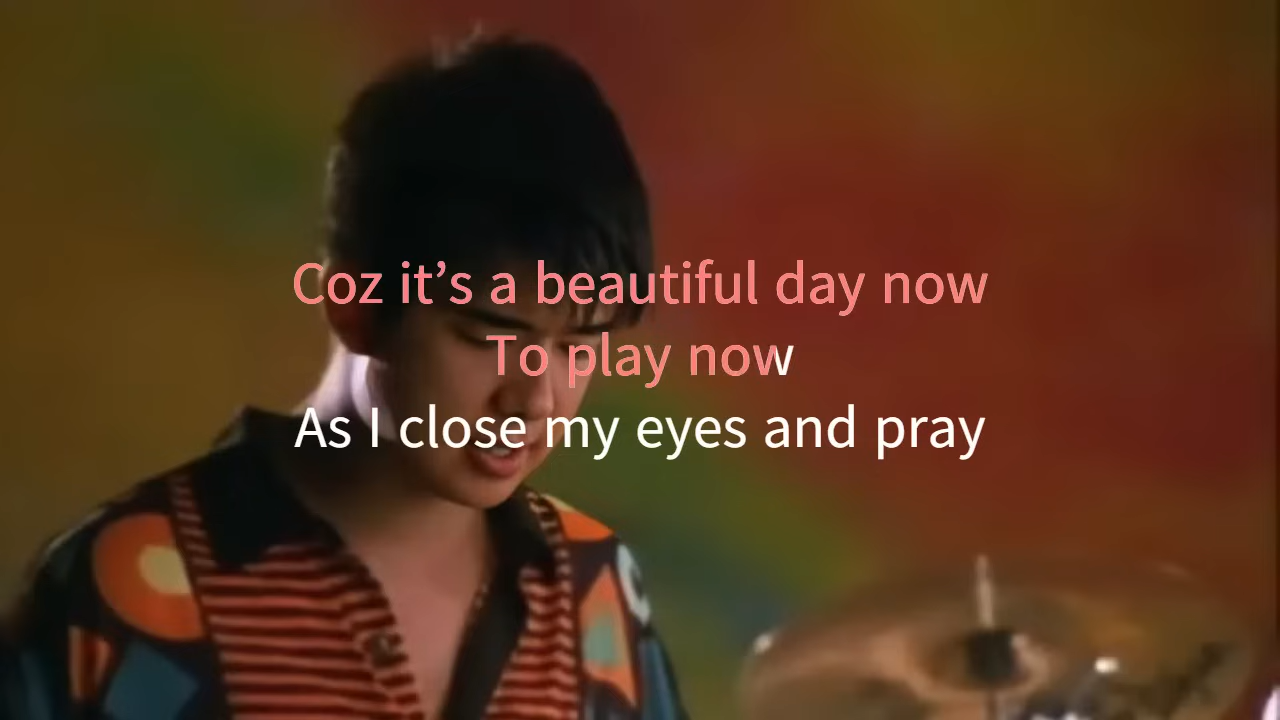 Coz it’s a beautiful day now
To play now
As I close my eyes and pray